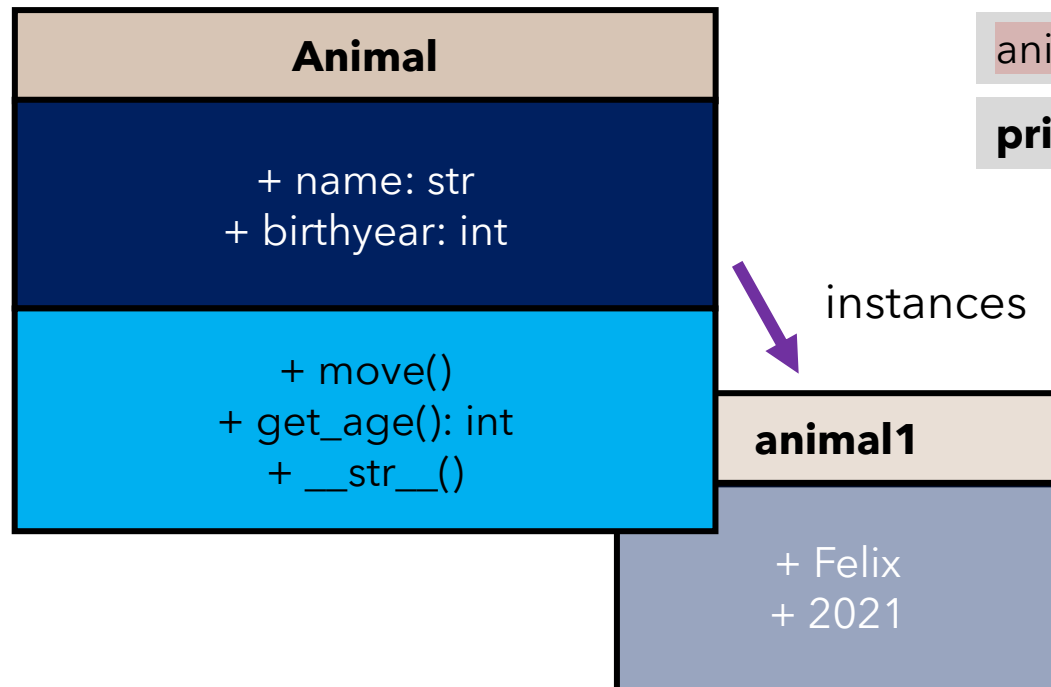 Animal
+ name: str
+ birthyear: int
+ move()
+ get_age(): int
+ __str__()
instances
animal1
+ Felix
+ 2021